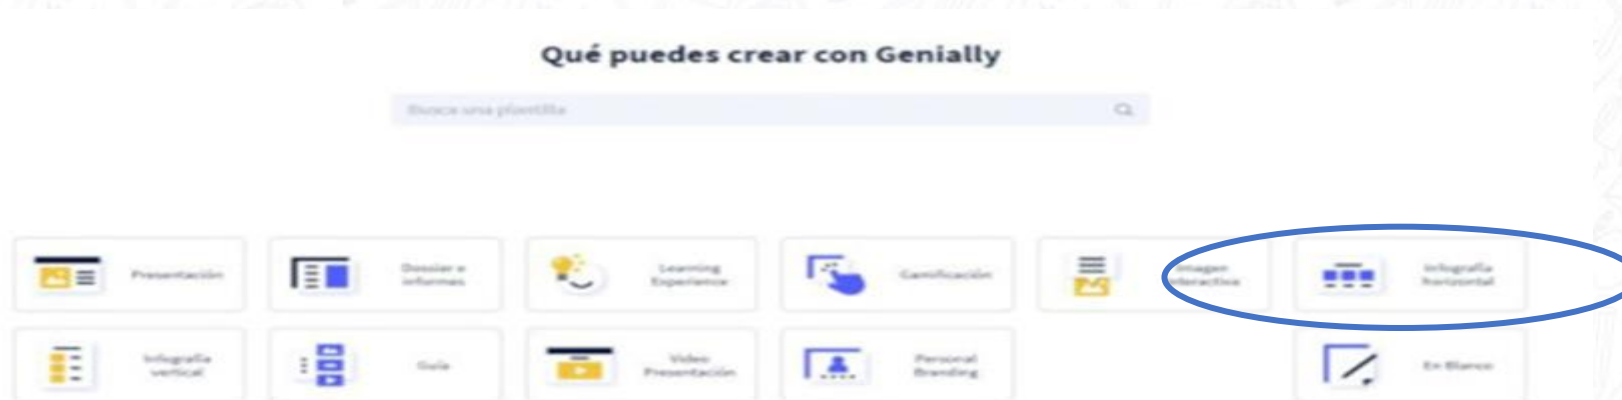 Qué puedes crear con Genially
Busca una plantilla
Presentación
Dossier e
informes
Learning
Experience
Gamificación
Imagen
interactiva
Infografía
horizontal
Infografía
vertical
Guía
Video
Presentación
Personal
Branding
En Blanco